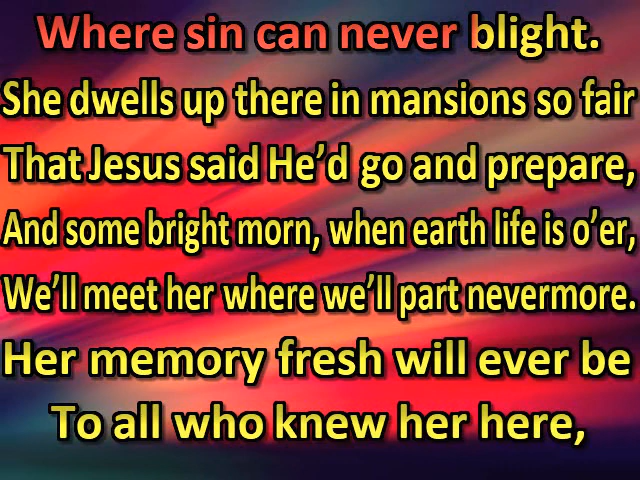 Where sin can never blight.
She dwells up there in mansions so fair
That Jesus said He’d go and prepare,
And some bright morn, when earth life is o’er,
We’ll meet her where we’ll part nevermore.
Her memory fresh will ever be
To all who knew her here,